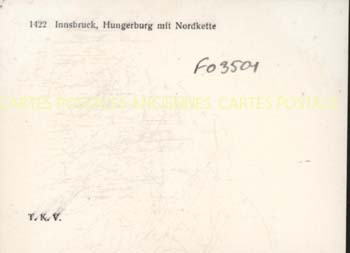 1422 Innsbruck, Hungerburg mit Nordkette
F03501
CARTES POSTALES ANCIENNES CARTES POSTALES
T. K. V.